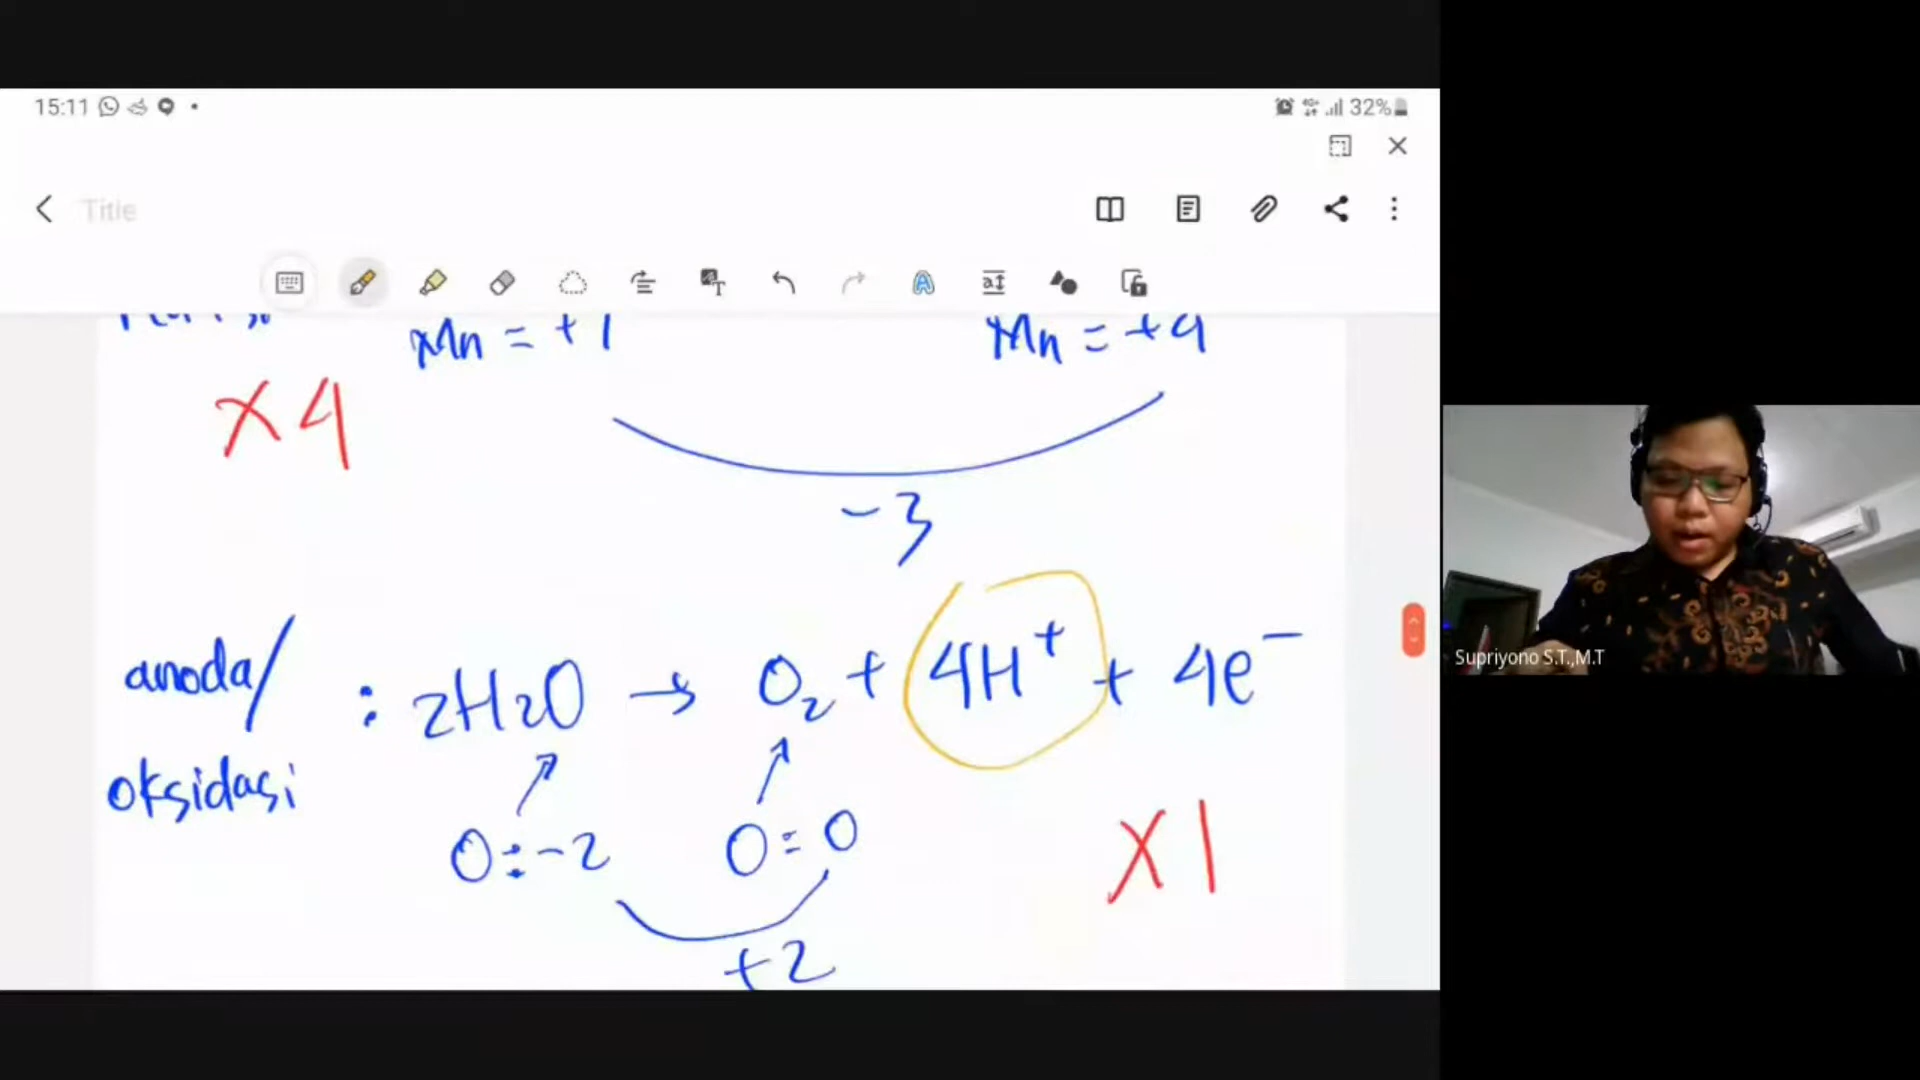 15:11
32%
Title
Mn = +7
Mn = +4
x4
-3
anoda/
: 2H2O → O2 + 4H+ + 4e-
oksidasi
O : -2
O = 0
x1
+2
Supriyono S.T.,M.T